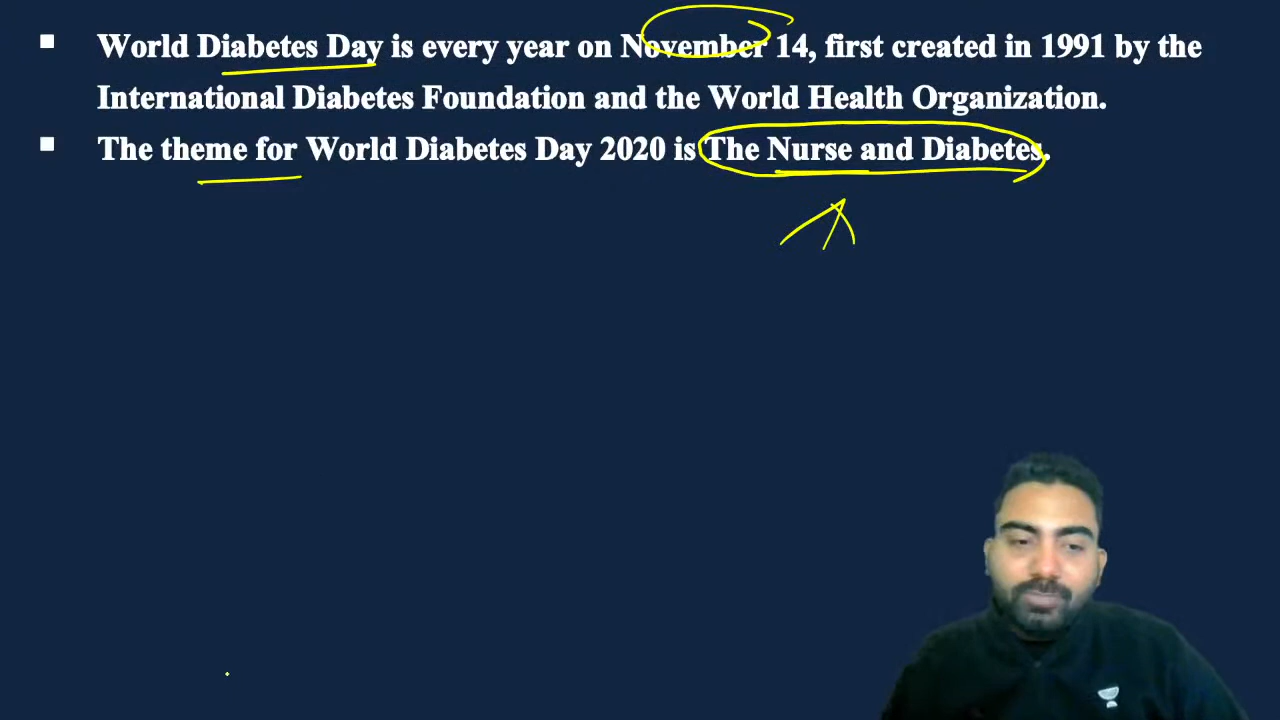 ▪ World Diabetes Day is every year on November 14, first created in 1991 by the
International Diabetes Foundation and the World Health Organization.
▪ The theme for World Diabetes Day 2020 is The Nurse and Diabetes.